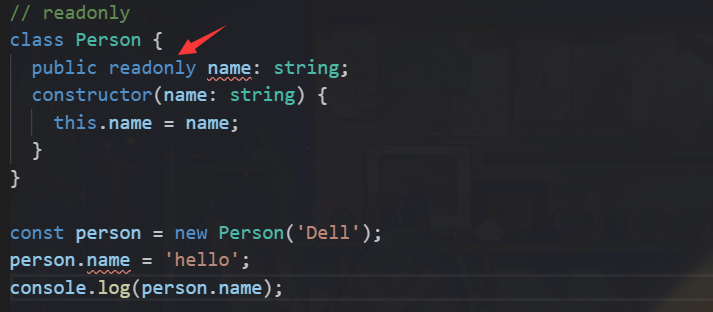 // readonly
class Person {
  public readonly name: string;
  constructor(name: string) {
    this.name = name;
  }
}

const person = new Person('Dell');
person.name = 'hello';
console.log(person.name);